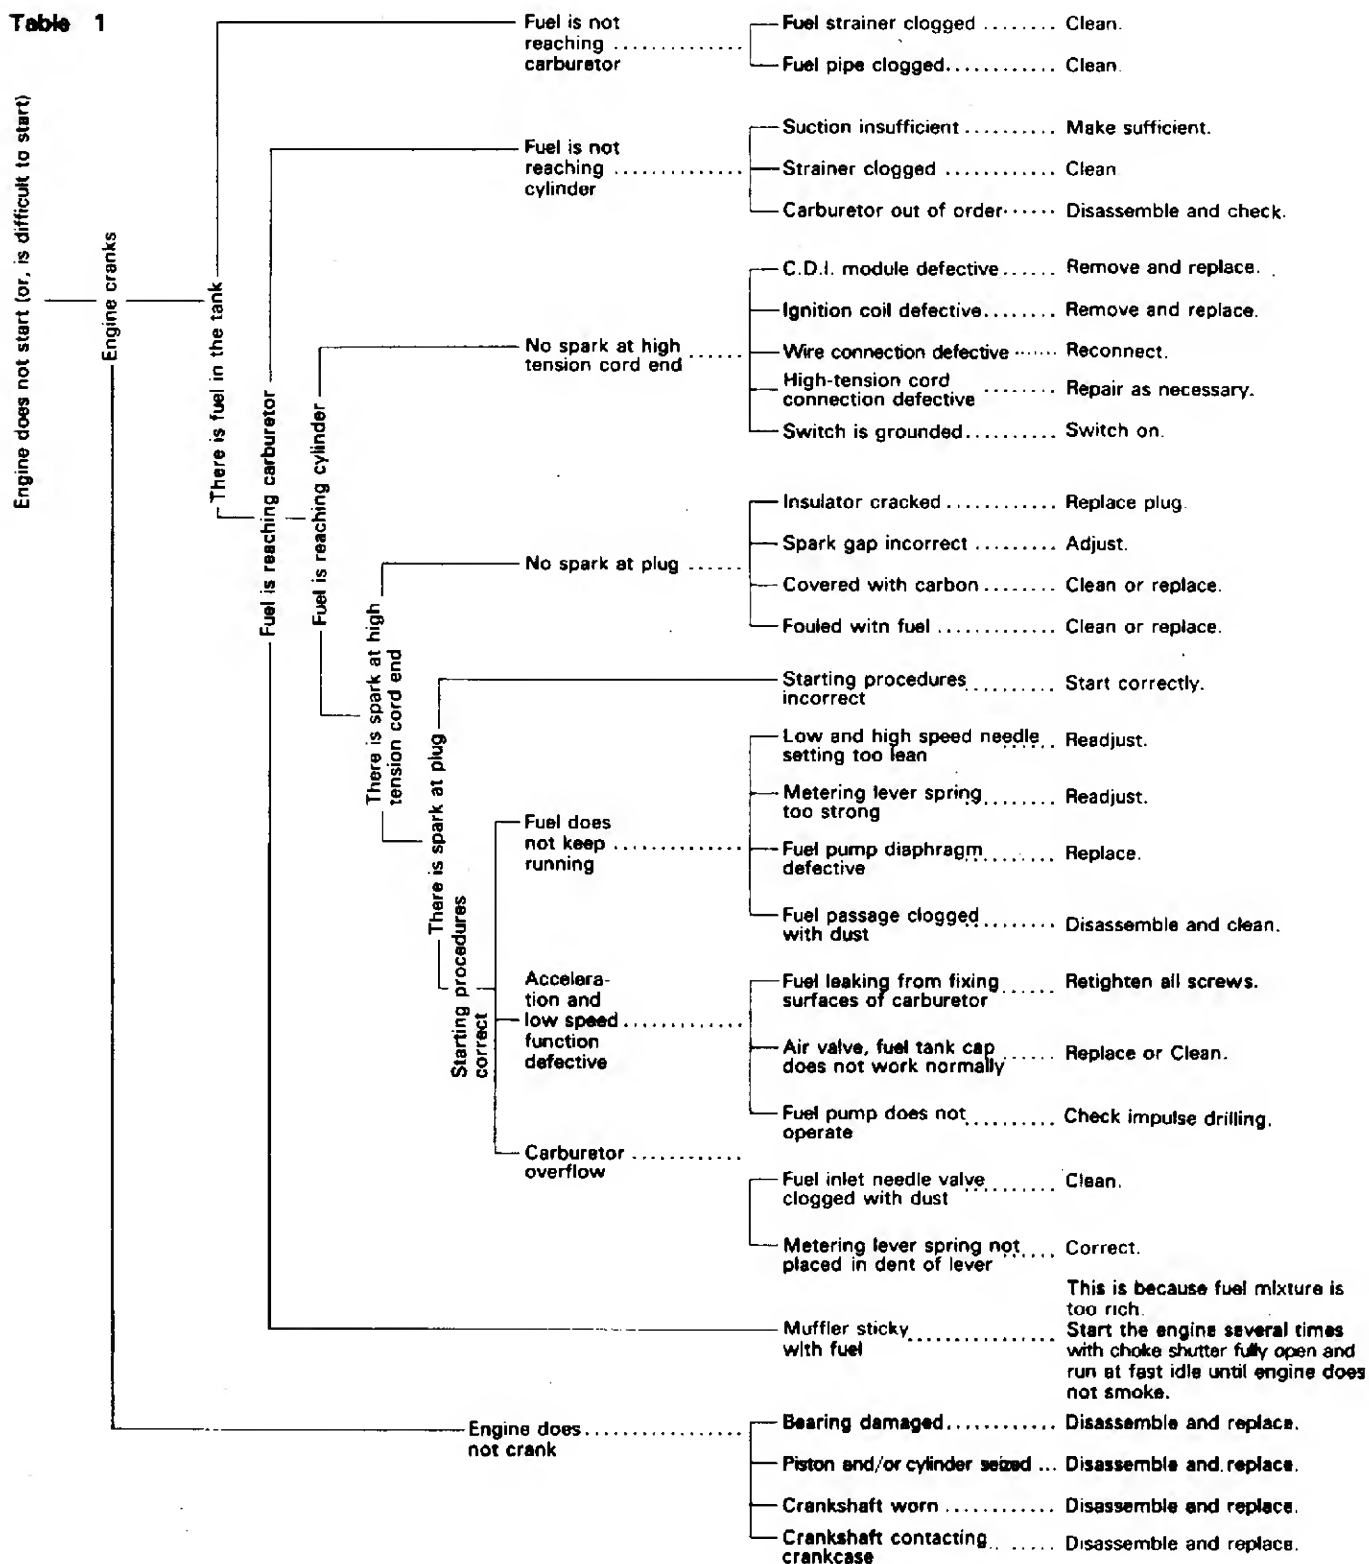 Table 1
Engine does not start (or, is difficult to start)
Engine cranks
There is fuel in the tank
Fuel is reaching carburetor
Fuel is reaching cylinder
There is spark at high
tension cord end
There is spark at plug
Starting procedures
correct
Fuel is not
reaching ............
carburetor
Fuel strainer clogged ........ Clean.
Fuel pipe clogged............ Clean.
Fuel is not
reaching ............
cylinder
Suction insufficient .......... Make sufficient.
Strainer clogged ............ Clean
Carburetor out of order...... Disassemble and check.
No spark at high
tension cord end ......
C.D.I. module defective...... Remove and replace.
Ignition coil defective........ Remove and replace.
Wire connection defective ....... Reconnect.
High-tension cord
connection defective ........ Repair as necessary.
Switch is grounded.......... Switch on.
No spark at plug ......
Insulator cracked ............ Replace plug.
Spark gap incorrect ......... Adjust.
Covered with carbon ........ Clean or replace.
Fouled witn fuel ............. Clean or replace.
Starting procedures
incorrect .......... Start correctly.
Fuel does
not keep ............
running
Low and high speed needle
setting too lean ...... Readjust.
Metering lever spring
too strong ........ Readjust.
Fuel pump diaphragm
defective ......... Replace.
Fuel passage clogged
with dust ......... Disassemble and clean.
Accelera-
tion and
low speed ............
function
defective
Fuel leaking from fixing
surfaces of carburetor ...... Retighten all screws.
Air valve, fuel tank cap
does not work normally ...... Replace or Clean.
Fuel pump does not
operate .......... Check impulse drilling.
Carburetor ............
overflow
Fuel inlet needle valve
clogged with dust .......... Clean.
Metering lever spring not
placed in dent of lever .... Correct.
Muffler sticky
with fuel ..............
This is because fuel mixture is
too rich.
Start the engine several times
with choke shutter fully open and
run at fast idle until engine does
not smoke.
Engine does ................
not crank
Bearing damaged............ Disassemble and replace.
Piston and/or cylinder seized ... Disassemble and replace.
Crankshaft worn ............ Disassemble and replace.
Crankshaft contacting
crankcase ........ Disassemble and replace.